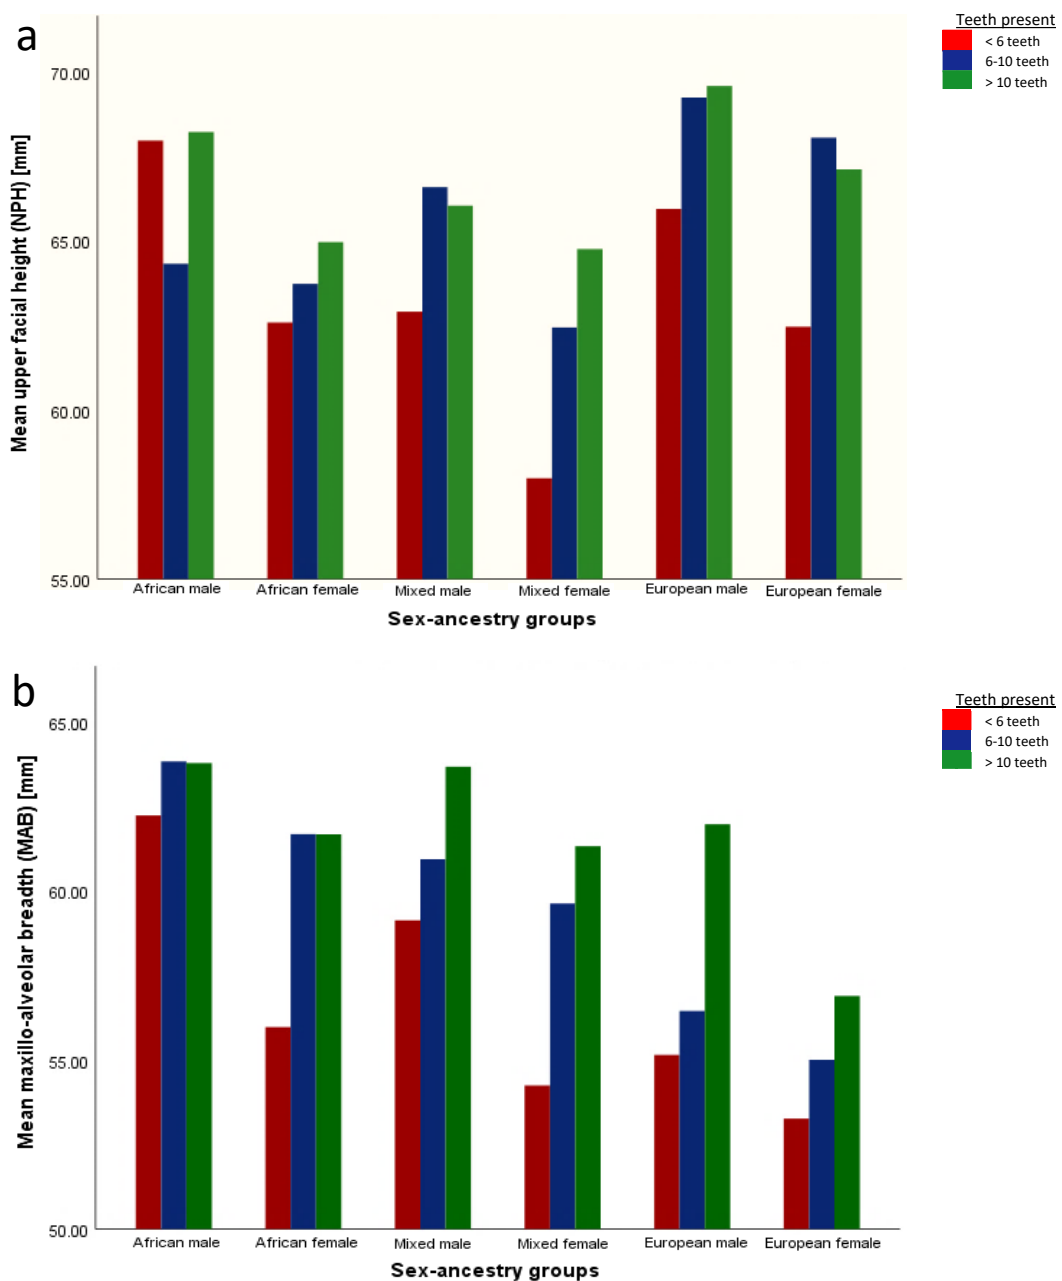 a
Teeth present
< 6 teeth
6-10 teeth
> 10 teeth
Mean upper facial height (NPH) [mm]
70.00
65.00
60.00
55.00
African male African female Mixed male Mixed female European male European female
Sex-ancestry groups
b
Teeth present
< 6 teeth
6-10 teeth
> 10 teeth
Mean maxillo-alveolar breadth (MAB) [mm]
65.00
60.00
55.00
50.00
African male African female Mixed male Mixed female European male European female
Sex-ancestry groups